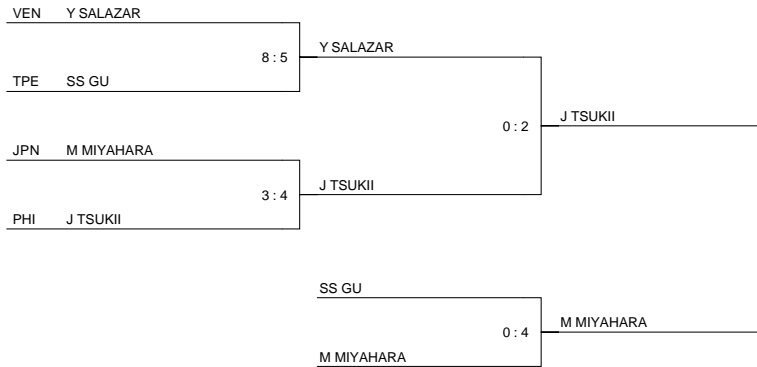 VEN Y SALAZAR
8 : 5 Y SALAZAR
TPE SS GU
0 : 2 J TSUKII
JPN M MIYAHARA
3 : 4 J TSUKII
PHI J TSUKII
SS GU
0 : 4 M MIYAHARA
M MIYAHARA